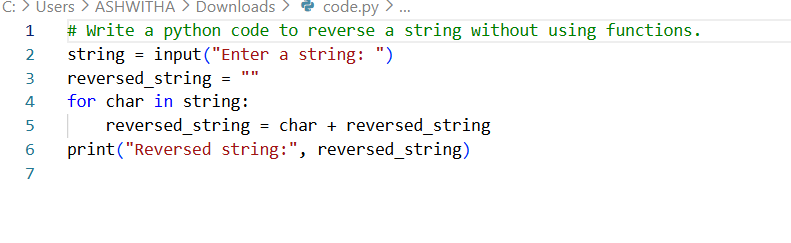 C: > Users > ASHWITHA > Downloads > code.py > ...
1 # Write a python code to reverse a string without using functions.
2 string = input("Enter a string: ")
3 reversed_string = ""
4 for char in string:
5     reversed_string = char + reversed_string
6 print("Reversed string:", reversed_string)
7